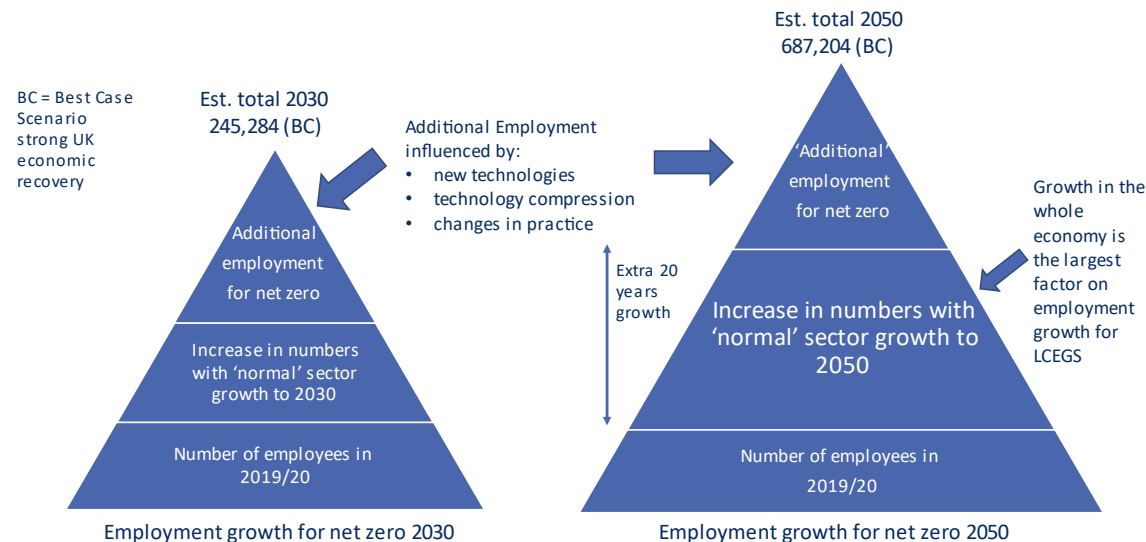 Est. total 2050
687,204 (BC)
BC = Best Case
Scenario
strong UK
economic
recovery
Est. total 2030
245,284 (BC)
Additional Employment
influenced by:
• new technologies
• technology compression
• changes in practice
'Additional'
employment
for net zero
Growth in the
whole
economy is
the largest
factor on
employment
growth for
LCEGS
Additional
employment
for net zero
Extra 20
years
growth
Increase in numbers with
'normal' sector growth to
2050
Increase in numbers
with 'normal' sector
growth to 2030
Number of employees in
2019/20
Number of employees in
2019/20
Employment growth for net zero 2030
Employment growth for net zero 2050